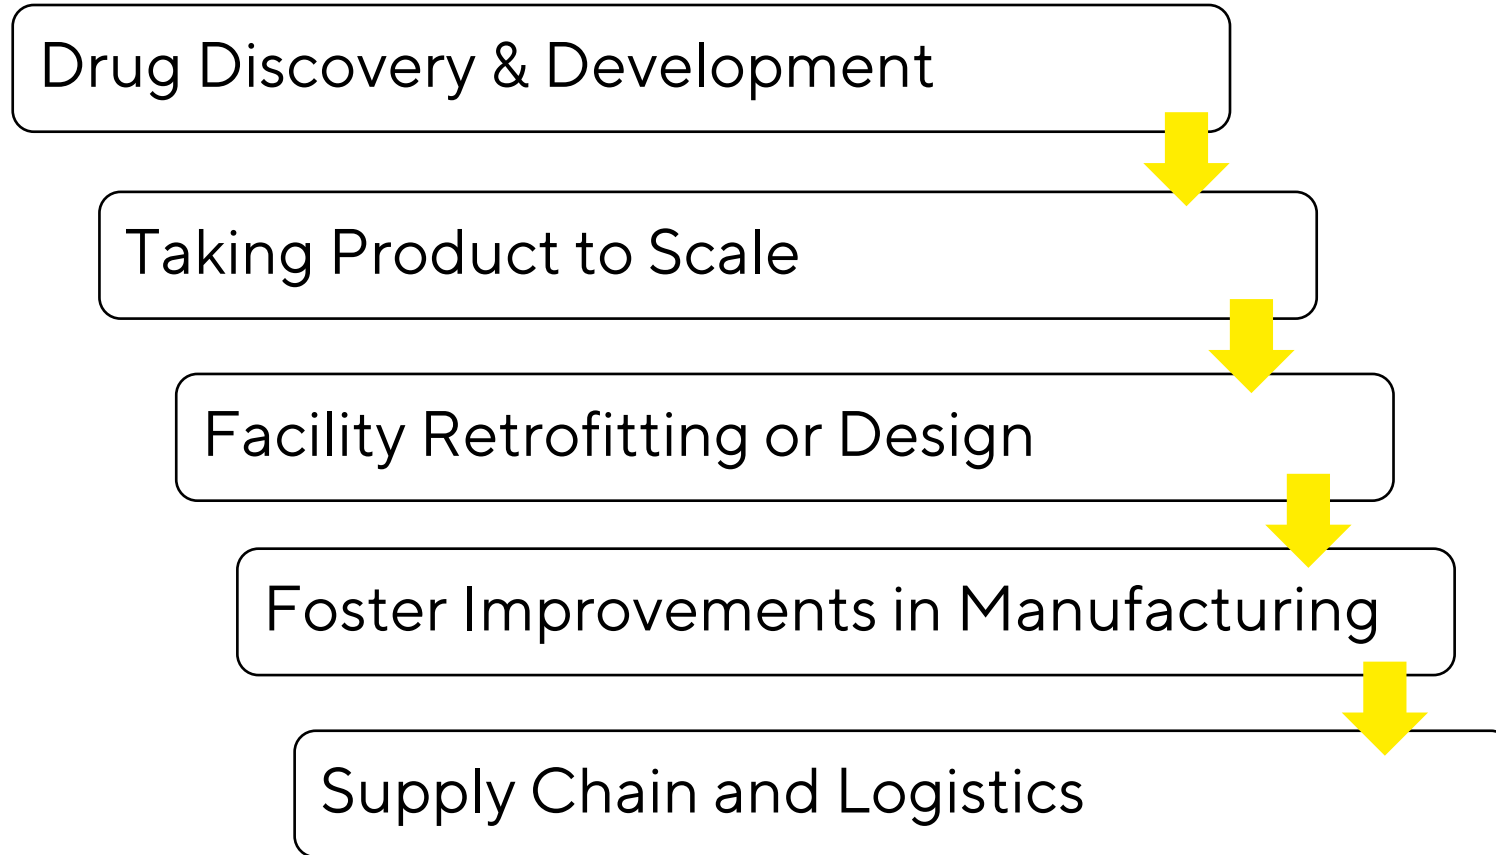 Drug Discovery & Development
Taking Product to Scale
Facility Retrofitting or Design
Foster Improvements in Manufacturing
Supply Chain and Logistics